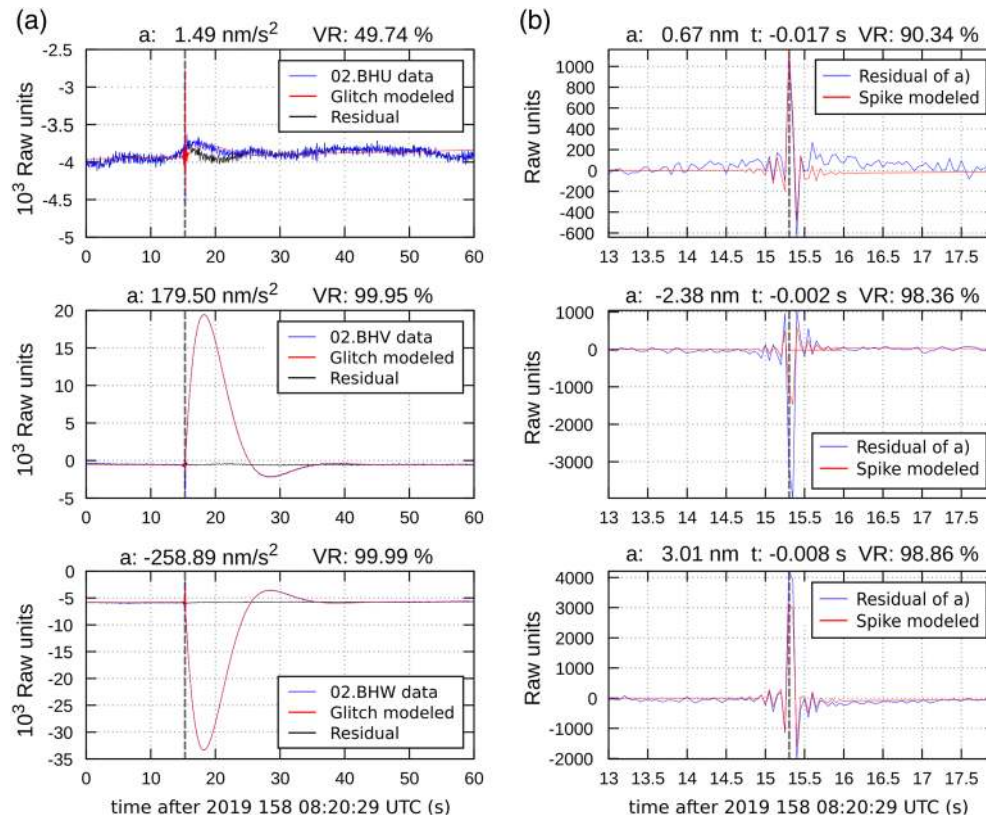 (a)
a: 1.49 nm/s² VR: 49.74 %
10³ Raw units
-2.5
-3
-3.5
-4
-4.5
-5
02.BHU data
Glitch modeled
Residual
0 10 20 30 40 50 60
a: 179.50 nm/s² VR: 99.95 %
10³ Raw units
20
15
10
5
0
-5
02.BHV data
Glitch modeled
Residual
0 10 20 30 40 50 60
a: -258.89 nm/s² VR: 99.99 %
10³ Raw units
0
-5
-10
-15
-20
-25
-30
-35
02.BHW data
Glitch modeled
Residual
0 10 20 30 40 50 60
time after 2019 158 08:20:29 UTC (s)
(b)
a: 0.67 nm t: -0.017 s VR: 90.34 %
Raw units
1000
800
600
400
200
0
-200
-400
-600
Residual of a)
Spike modeled
13 13.5 14 14.5 15 15.5 16 16.5 17 17.5
a: -2.38 nm t: -0.002 s VR: 98.36 %
Raw units
1000
0
-1000
-2000
-3000
Residual of a)
Spike modeled
13 13.5 14 14.5 15 15.5 16 16.5 17 17.5
a: 3.01 nm t: -0.008 s VR: 98.86 %
Raw units
4000
3000
2000
1000
0
-1000
-2000
Residual of a)
Spike modeled
13 13.5 14 14.5 15 15.5 16 16.5 17 17.5
time after 2019 158 08:20:29 UTC (s)